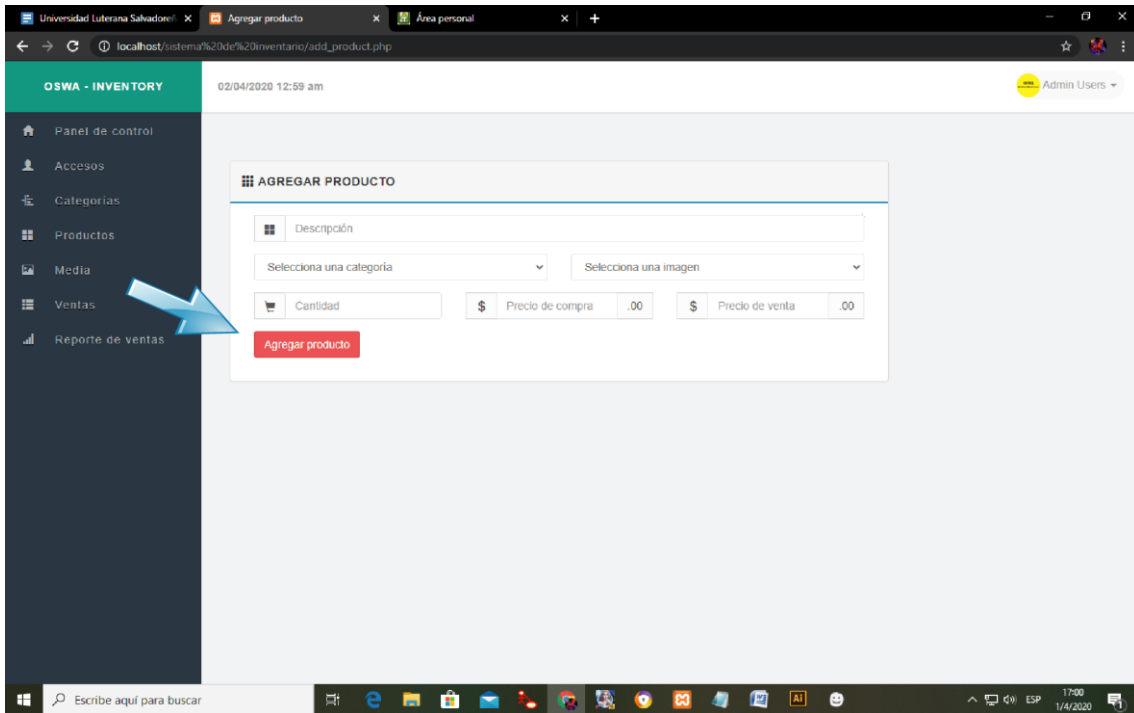 Universidad Luterana Salvadoreñ
Agregar producto
Área personal
localhost/sistema%20de%20inventario/add_product.php
OSWA - INVENTORY
02/04/2020 12:59 am
Admin Users
Panel de control
Accesos
Categorías
Productos
Media
Ventas
Reporte de ventas
AGREGAR PRODUCTO
Descripción
Selecciona una categoría
Selecciona una imagen
Cantidad
$ Precio de compra .00
$ Precio de venta .00
Agregar producto
Escribe aquí para buscar
Ai
ESP
17:00
1/4/2020